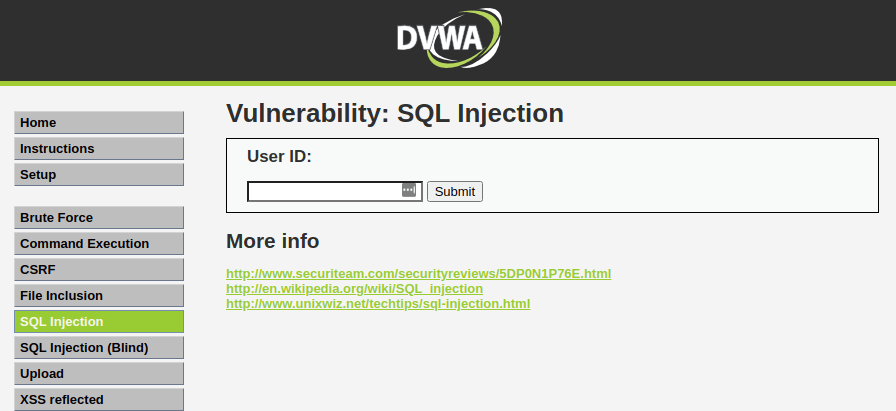 DVWA
Home
Instructions
Setup
Brute Force
Command Execution
CSRF
File Inclusion
SQL Injection
SQL Injection (Blind)
Upload
XSS reflected
Vulnerability: SQL Injection
User ID:
Submit
More info
http://www.securiteam.com/securityreviews/5DP0N1P76E.html
http://en.wikipedia.org/wiki/SQL_injection
http://www.unixwiz.net/techtips/sql-injection.html